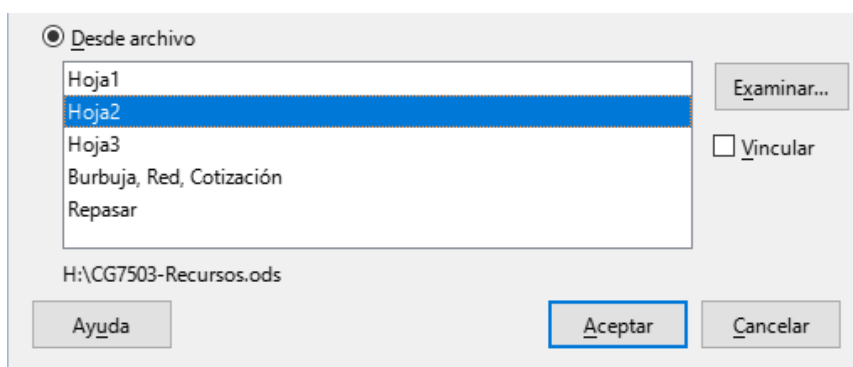 Desde archivo
Hoja1
Examinar...
Hoja2
Hoja3
Vincular
Burbuja, Red, Cotización
Repasar
H:\CG7503-Recursos.ods
Ayuda
Aceptar
Cancelar